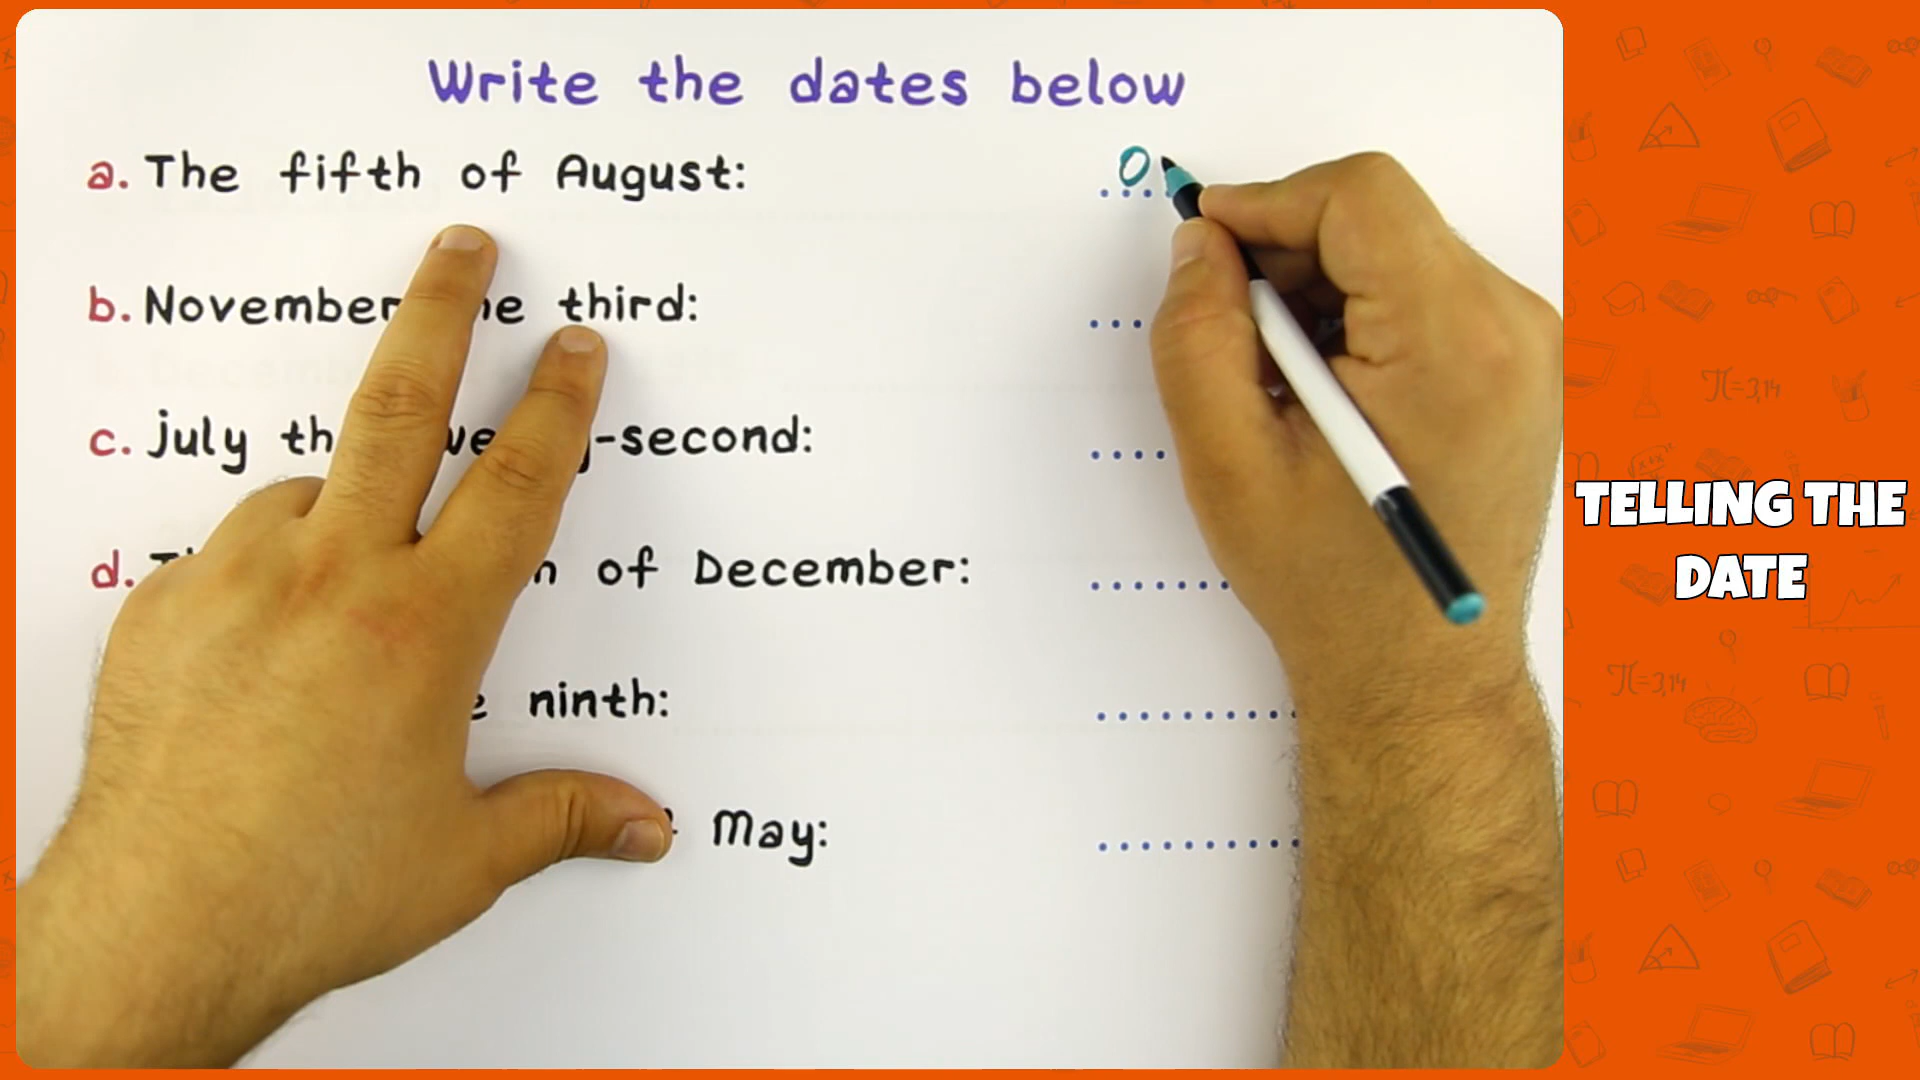 Write the dates below
a. The fifth of August: 0
b. November third:
c. july -second:
d. of December:
ninth:
May:
TELLING THE
DATE